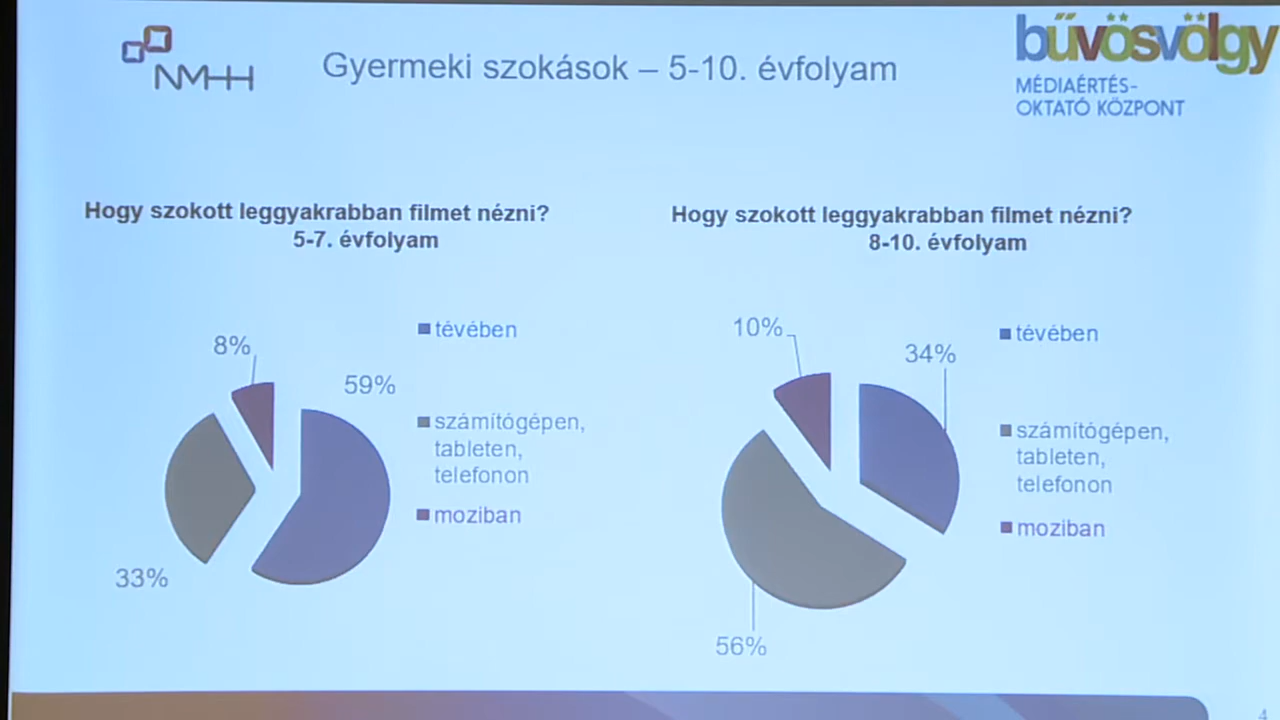 NMHH
Gyermeki szokások – 5-10. évfolyam
bűvösvölgy
MÉDIAÉRTÉS-
OKTATÓ KÖZPONT
Hogy szokott leggyakrabban filmet nézni?
5-7. évfolyam
8%
59%
33%
tévében
számítógépen,
tableten,
telefonon
moziban
Hogy szokott leggyakrabban filmet nézni?
8-10. évfolyam
10%
34%
56%
tévében
számítógépen,
tableten,
telefonon
moziban
4